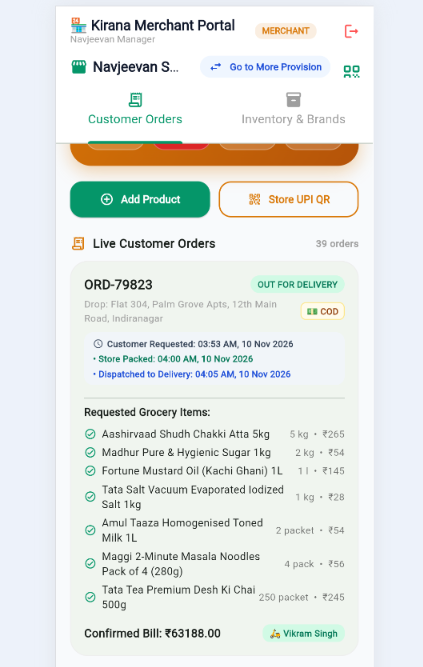 Kirana Merchant Portal
MERCHANT
Navjeevan Manager
Navjeevan S...
Go to More Provision
Customer Orders
Inventory & Brands
Add Product
Store UPI QR
Live Customer Orders
39 orders
ORD-79823
OUT FOR DELIVERY
Drop: Flat 304, Palm Grove Apts, 12th Main
Road, Indiranagar
COD
Customer Requested: 03:53 AM, 10 Nov 2026
• Store Packed: 04:00 AM, 10 Nov 2026
• Dispatched to Delivery: 04:05 AM, 10 Nov 2026
Requested Grocery Items:
Aashirvaad Shudh Chakki Atta 5kg 5 kg • ₹265
Madhur Pure & Hygienic Sugar 1kg 2 kg • ₹54
Fortune Mustard Oil (Kachi Ghani) 1L 1 l • ₹145
Tata Salt Vacuum Evaporated Iodized
Salt 1kg
1 kg • ₹28
Amul Taaza Homogenised Toned
Milk 1L
2 packet • ₹54
Maggi 2-Minute Masala Noodles
Pack of 4 (280g)
4 pack • ₹56
Tata Tea Premium Desh Ki Chai
500g
250 packet • ₹245
Confirmed Bill: ₹63188.00
Vikram Singh